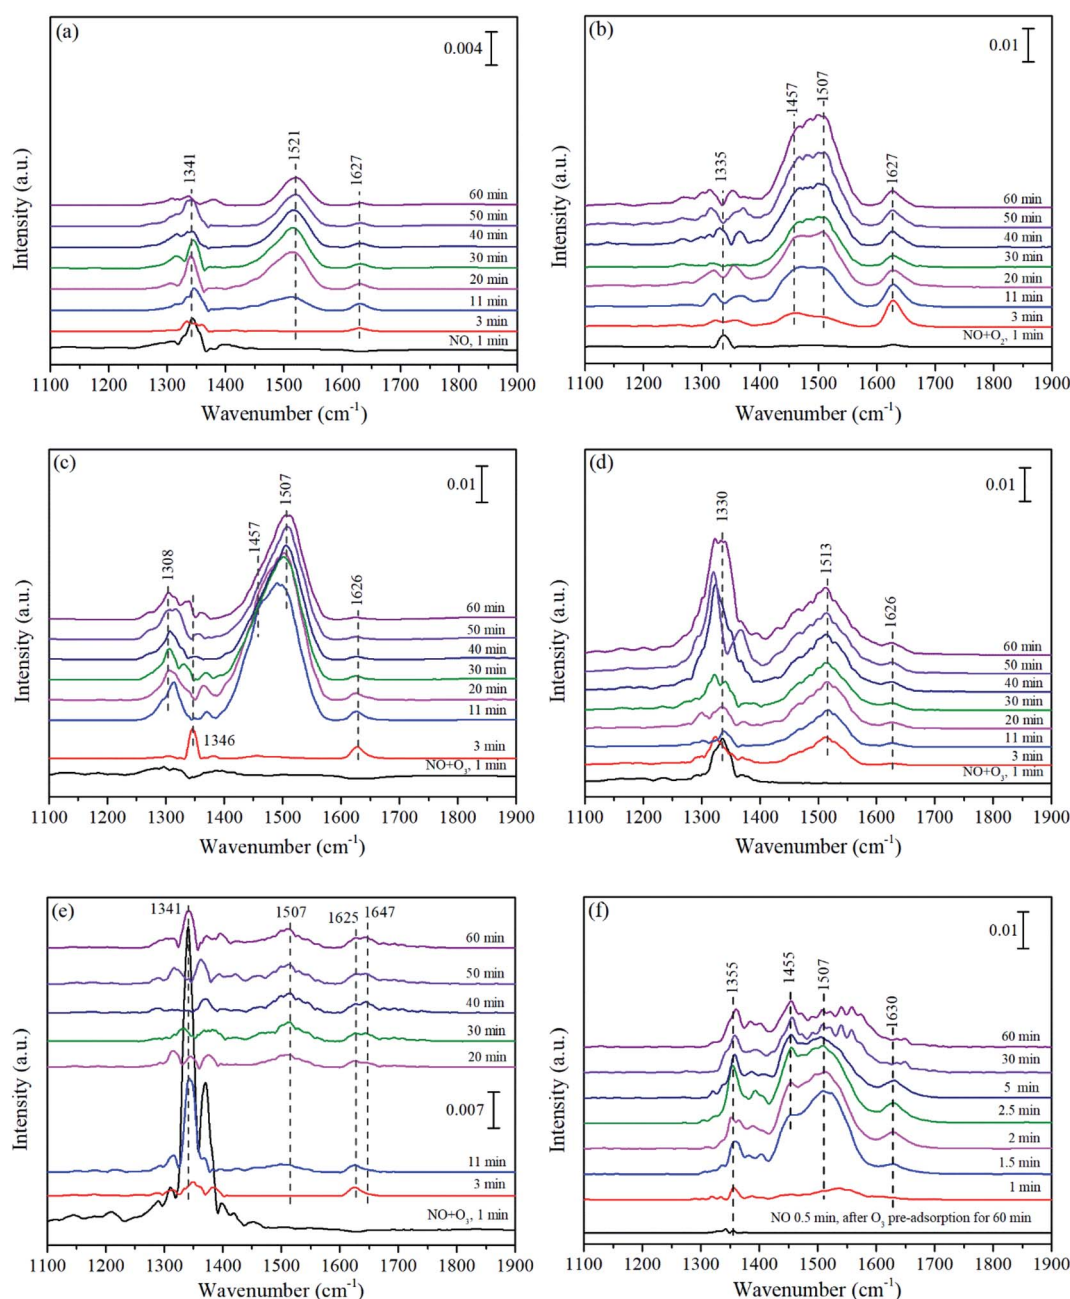 (a)
0.004
1341
1521
1627
60 min
50 min
40 min
30 min
20 min
11 min
3 min
NO, 1 min
Intensity (a.u.)
1100 1200 1300 1400 1500 1600 1700 1800 1900
Wavenumber (cm⁻¹)
(b)
0.01
1335
1457
1507
1627
60 min
50 min
40 min
30 min
20 min
11 min
3 min
NO+O₂, 1 min
Intensity (a.u.)
1100 1200 1300 1400 1500 1600 1700 1800 1900
Wavenumber (cm⁻¹)
(c)
0.01
1308
1457
1507
1626
60 min
50 min
40 min
30 min
20 min
11 min
1346
3 min
NO+O₃, 1 min
Intensity (a.u.)
1100 1200 1300 1400 1500 1600 1700 1800 1900
Wavenumber (cm⁻¹)
(d)
0.01
1330
1513
1626
60 min
50 min
40 min
30 min
20 min
11 min
3 min
NO+O₃, 1 min
Intensity (a.u.)
1100 1200 1300 1400 1500 1600 1700 1800 1900
Wavenumber (cm⁻¹)
(e)
1341 1507 1625 1647
60 min
50 min
40 min
30 min
20 min
0.007
11 min
3 min
NO+O₃, 1 min
Intensity (a.u.)
1100 1200 1300 1400 1500 1600 1700 1800 1900
Wavenumber (cm⁻¹)
(f)
0.01
1355
1455
1507
1630
60 min
30 min
5 min
2.5 min
2 min
1.5 min
1 min
NO 0.5 min, after O₃ pre-adsorption for 60 min
Intensity (a.u.)
1100 1200 1300 1400 1500 1600 1700 1800 1900
Wavenumber (cm⁻¹)